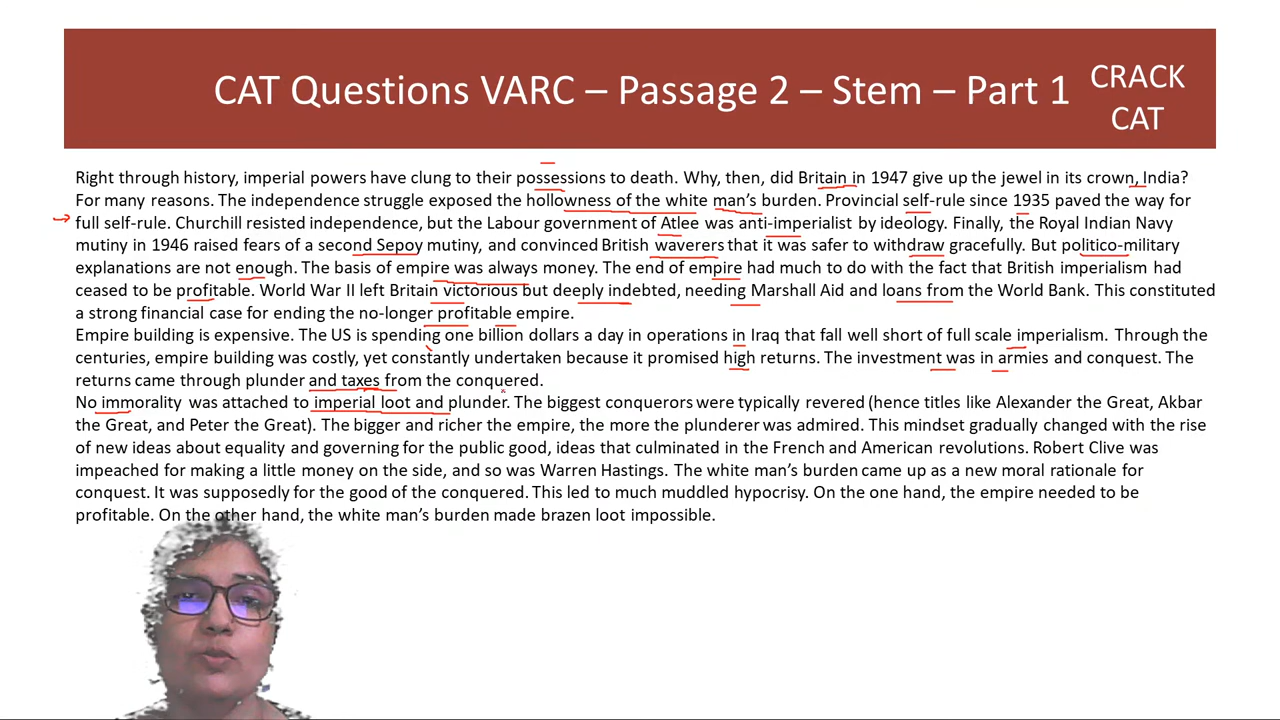 CAT Questions VARC – Passage 2 – Stem – Part 1
CRACK
CAT
Right through history, imperial powers have clung to their possessions to death. Why, then, did Britain in 1947 give up the jewel in its crown, India?
For many reasons. The independence struggle exposed the hollowness of the white man’s burden. Provincial self-rule since 1935 paved the way for
full self-rule. Churchill resisted independence, but the Labour government of Atlee was anti-imperialist by ideology. Finally, the Royal Indian Navy
mutiny in 1946 raised fears of a second Sepoy mutiny, and convinced British waverers that it was safer to withdraw gracefully. But politico-military
explanations are not enough. The basis of empire was always money. The end of empire had much to do with the fact that British imperialism had
ceased to be profitable. World War II left Britain victorious but deeply indebted, needing Marshall Aid and loans from the World Bank. This constituted
a strong financial case for ending the no-longer profitable empire.
Empire building is expensive. The US is spending one billion dollars a day in operations in Iraq that fall well short of full scale imperialism. Through the
centuries, empire building was costly, yet constantly undertaken because it promised high returns. The investment was in armies and conquest. The
returns came through plunder and taxes from the conquered.
No immorality was attached to imperial loot and plunder. The biggest conquerors were typically revered (hence titles like Alexander the Great, Akbar
the Great, and Peter the Great). The bigger and richer the empire, the more the plunderer was admired. This mindset gradually changed with the rise
of new ideas about equality and governing for the public good, ideas that culminated in the French and American revolutions. Robert Clive was
impeached for making a little money on the side, and so was Warren Hastings. The white man’s burden came up as a new moral rationale for
conquest. It was supposedly for the good of the conquered. This led to much muddled hypocrisy. On the one hand, the empire needed to be
profitable. On the other hand, the white man’s burden made brazen loot impossible.